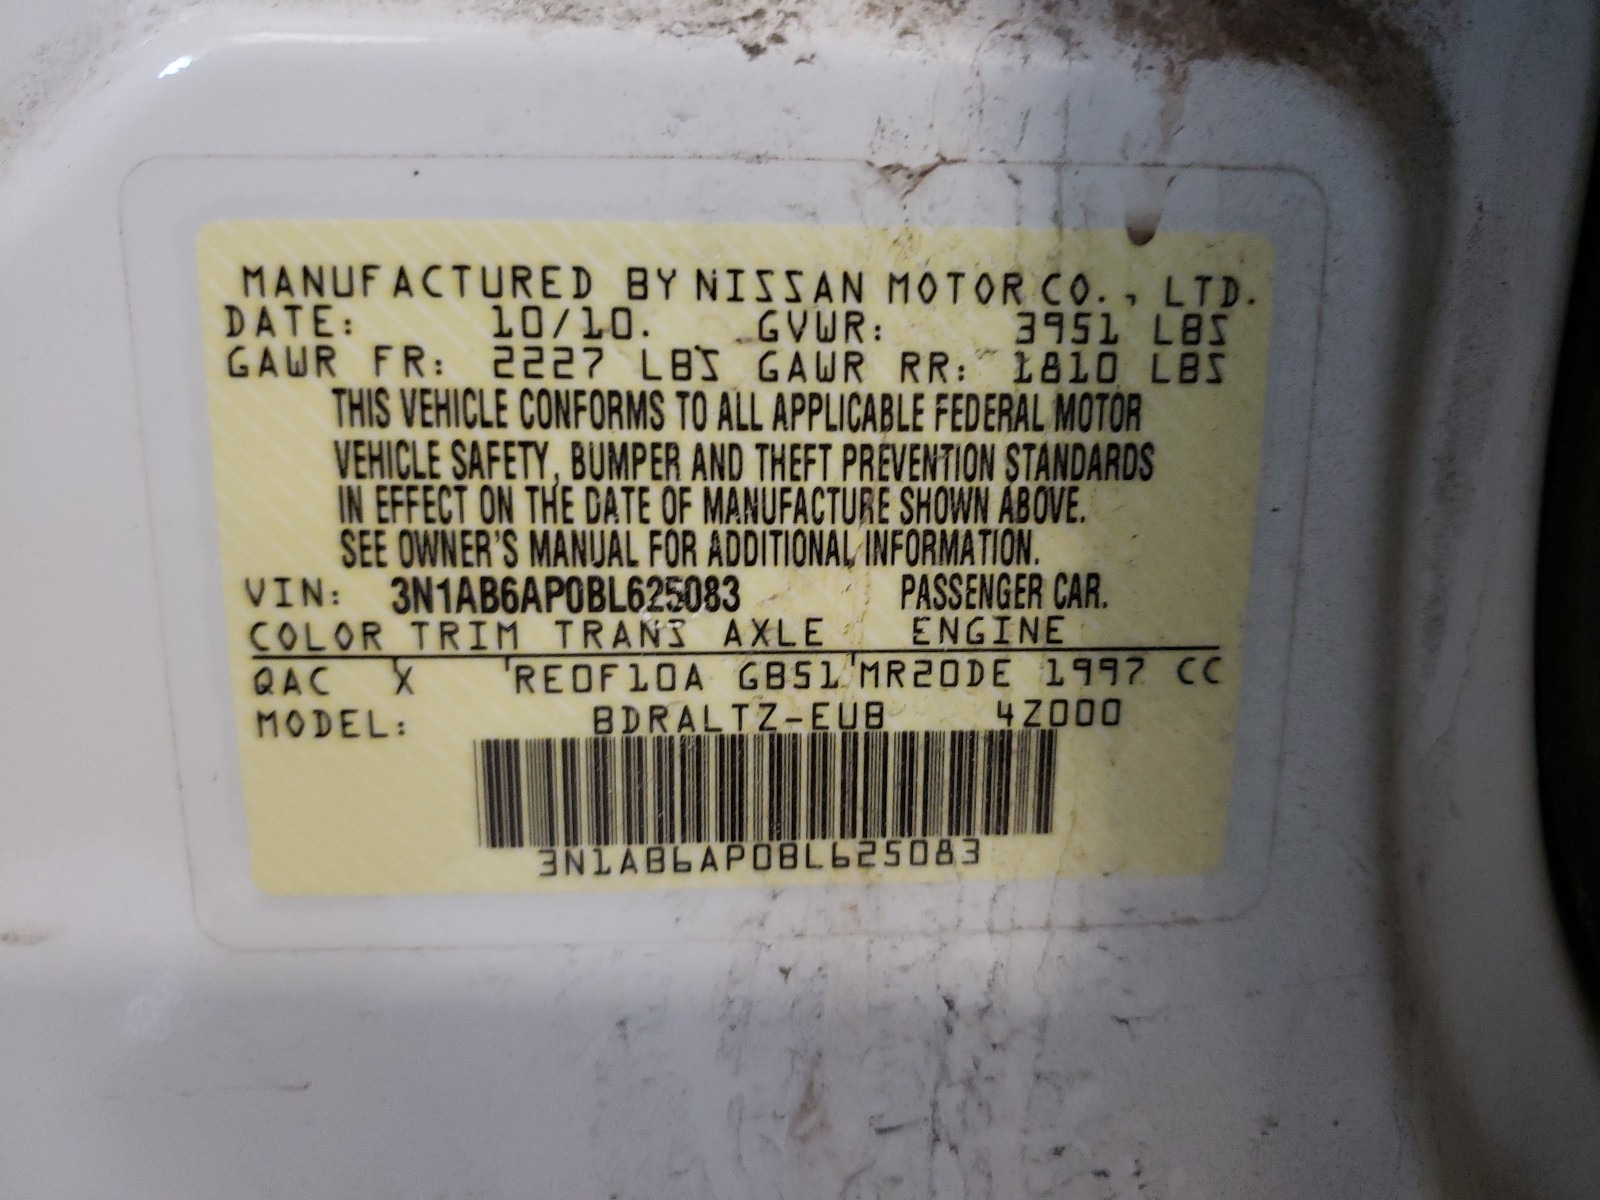 MANUFACTURED BY NISSAN MOTOR CO., LTD.
DATE: 10/10. GVWR: 3951 LBS
GAWR FR: 2227 LBS GAWR RR: 1810 LBS
THIS VEHICLE CONFORMS TO ALL APPLICABLE FEDERAL MOTOR
VEHICLE SAFETY, BUMPER AND THEFT PREVENTION STANDARDS
IN EFFECT ON THE DATE OF MANUFACTURE SHOWN ABOVE.
SEE OWNER'S MANUAL FOR ADDITIONAL INFORMATION.
VIN: 3N1AB6AP0BL625083 PASSENGER CAR.
COLOR TRIM TRANS AXLE ENGINE
QAC X RE0F10A GB51 MR20DE 1997 CC
MODEL: BDRALTZ-EUB 4Z000
3N1AB6AP0BL625083